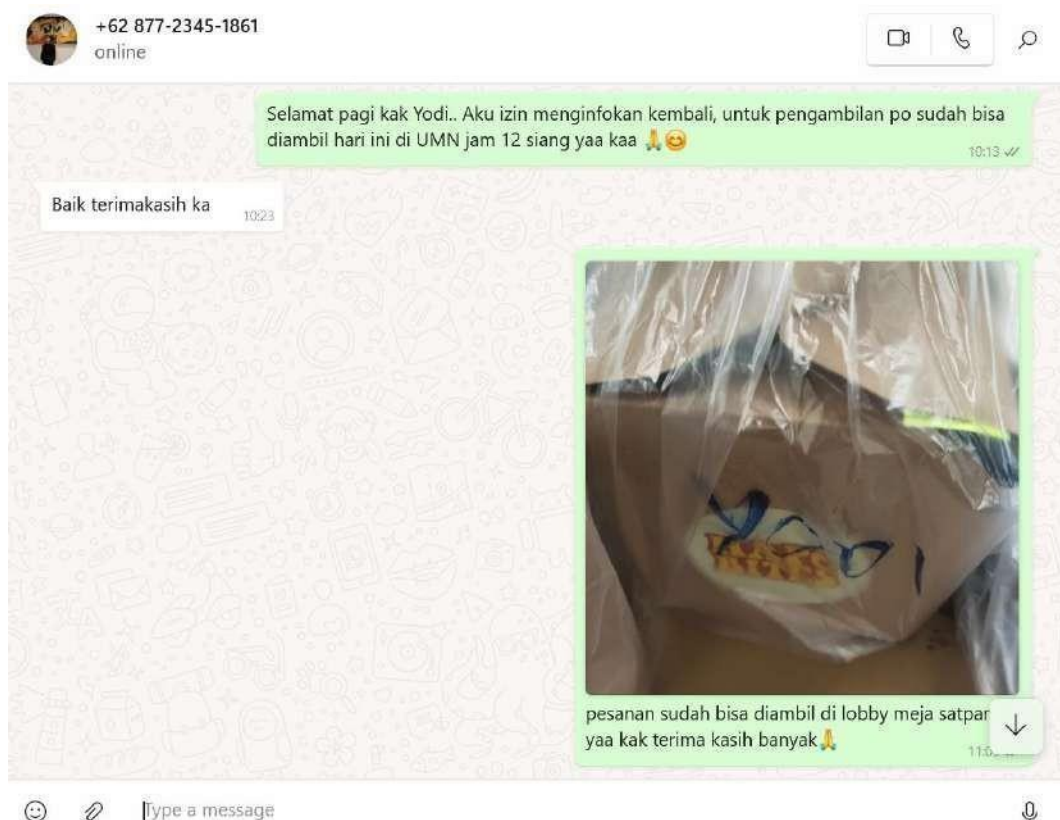 +62 877-2345-1861
online
Selamat pagi kak Yodi.. Aku izin menginfokan kembali, untuk pengambilan po sudah bisa
diambil hari ini di UMN jam 12 siang yaa kaa 🙏😊
10:13
Baik terimakasih ka
10:23
YODI
pesanan sudah bisa diambil di lobby meja
yaa kak terima kasih banyak🙏
Type a message